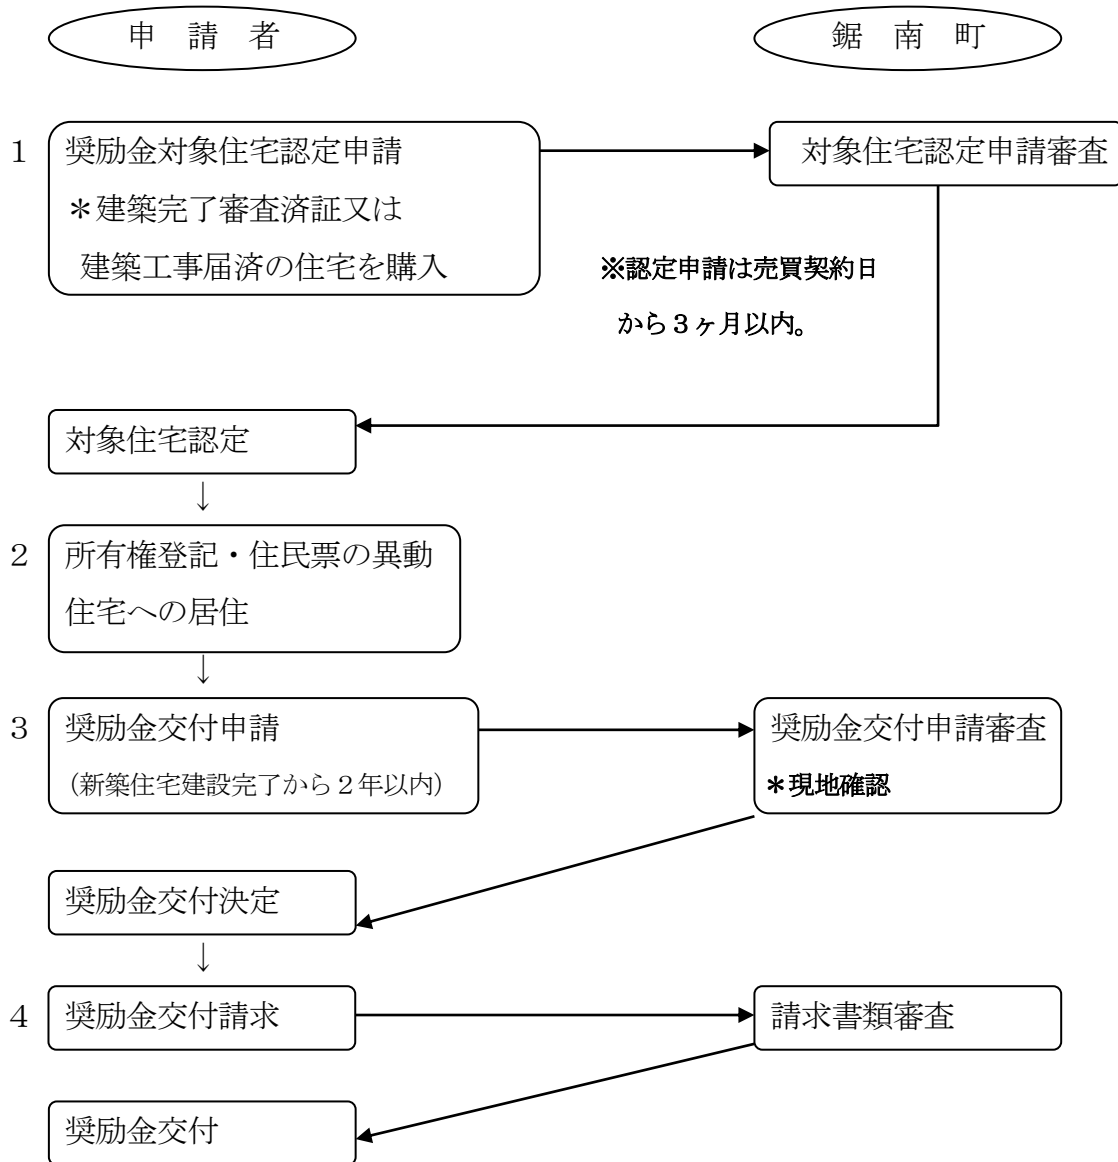 申 請 者
鋸 南 町
1
奨励金対象住宅認定申請
＊建築完了審査済証又は
建築工事届済の住宅を購入
対象住宅認定申請審査
※認定申請は売買契約日
から３ヶ月以内。
対象住宅認定
↓
2
所有権登記・住民票の異動
住宅への居住
↓
3
奨励金交付申請
（新築住宅建設完了から２年以内）
奨励金交付申請審査
＊現地確認
奨励金交付決定
↓
4
奨励金交付請求
請求書類審査
奨励金交付